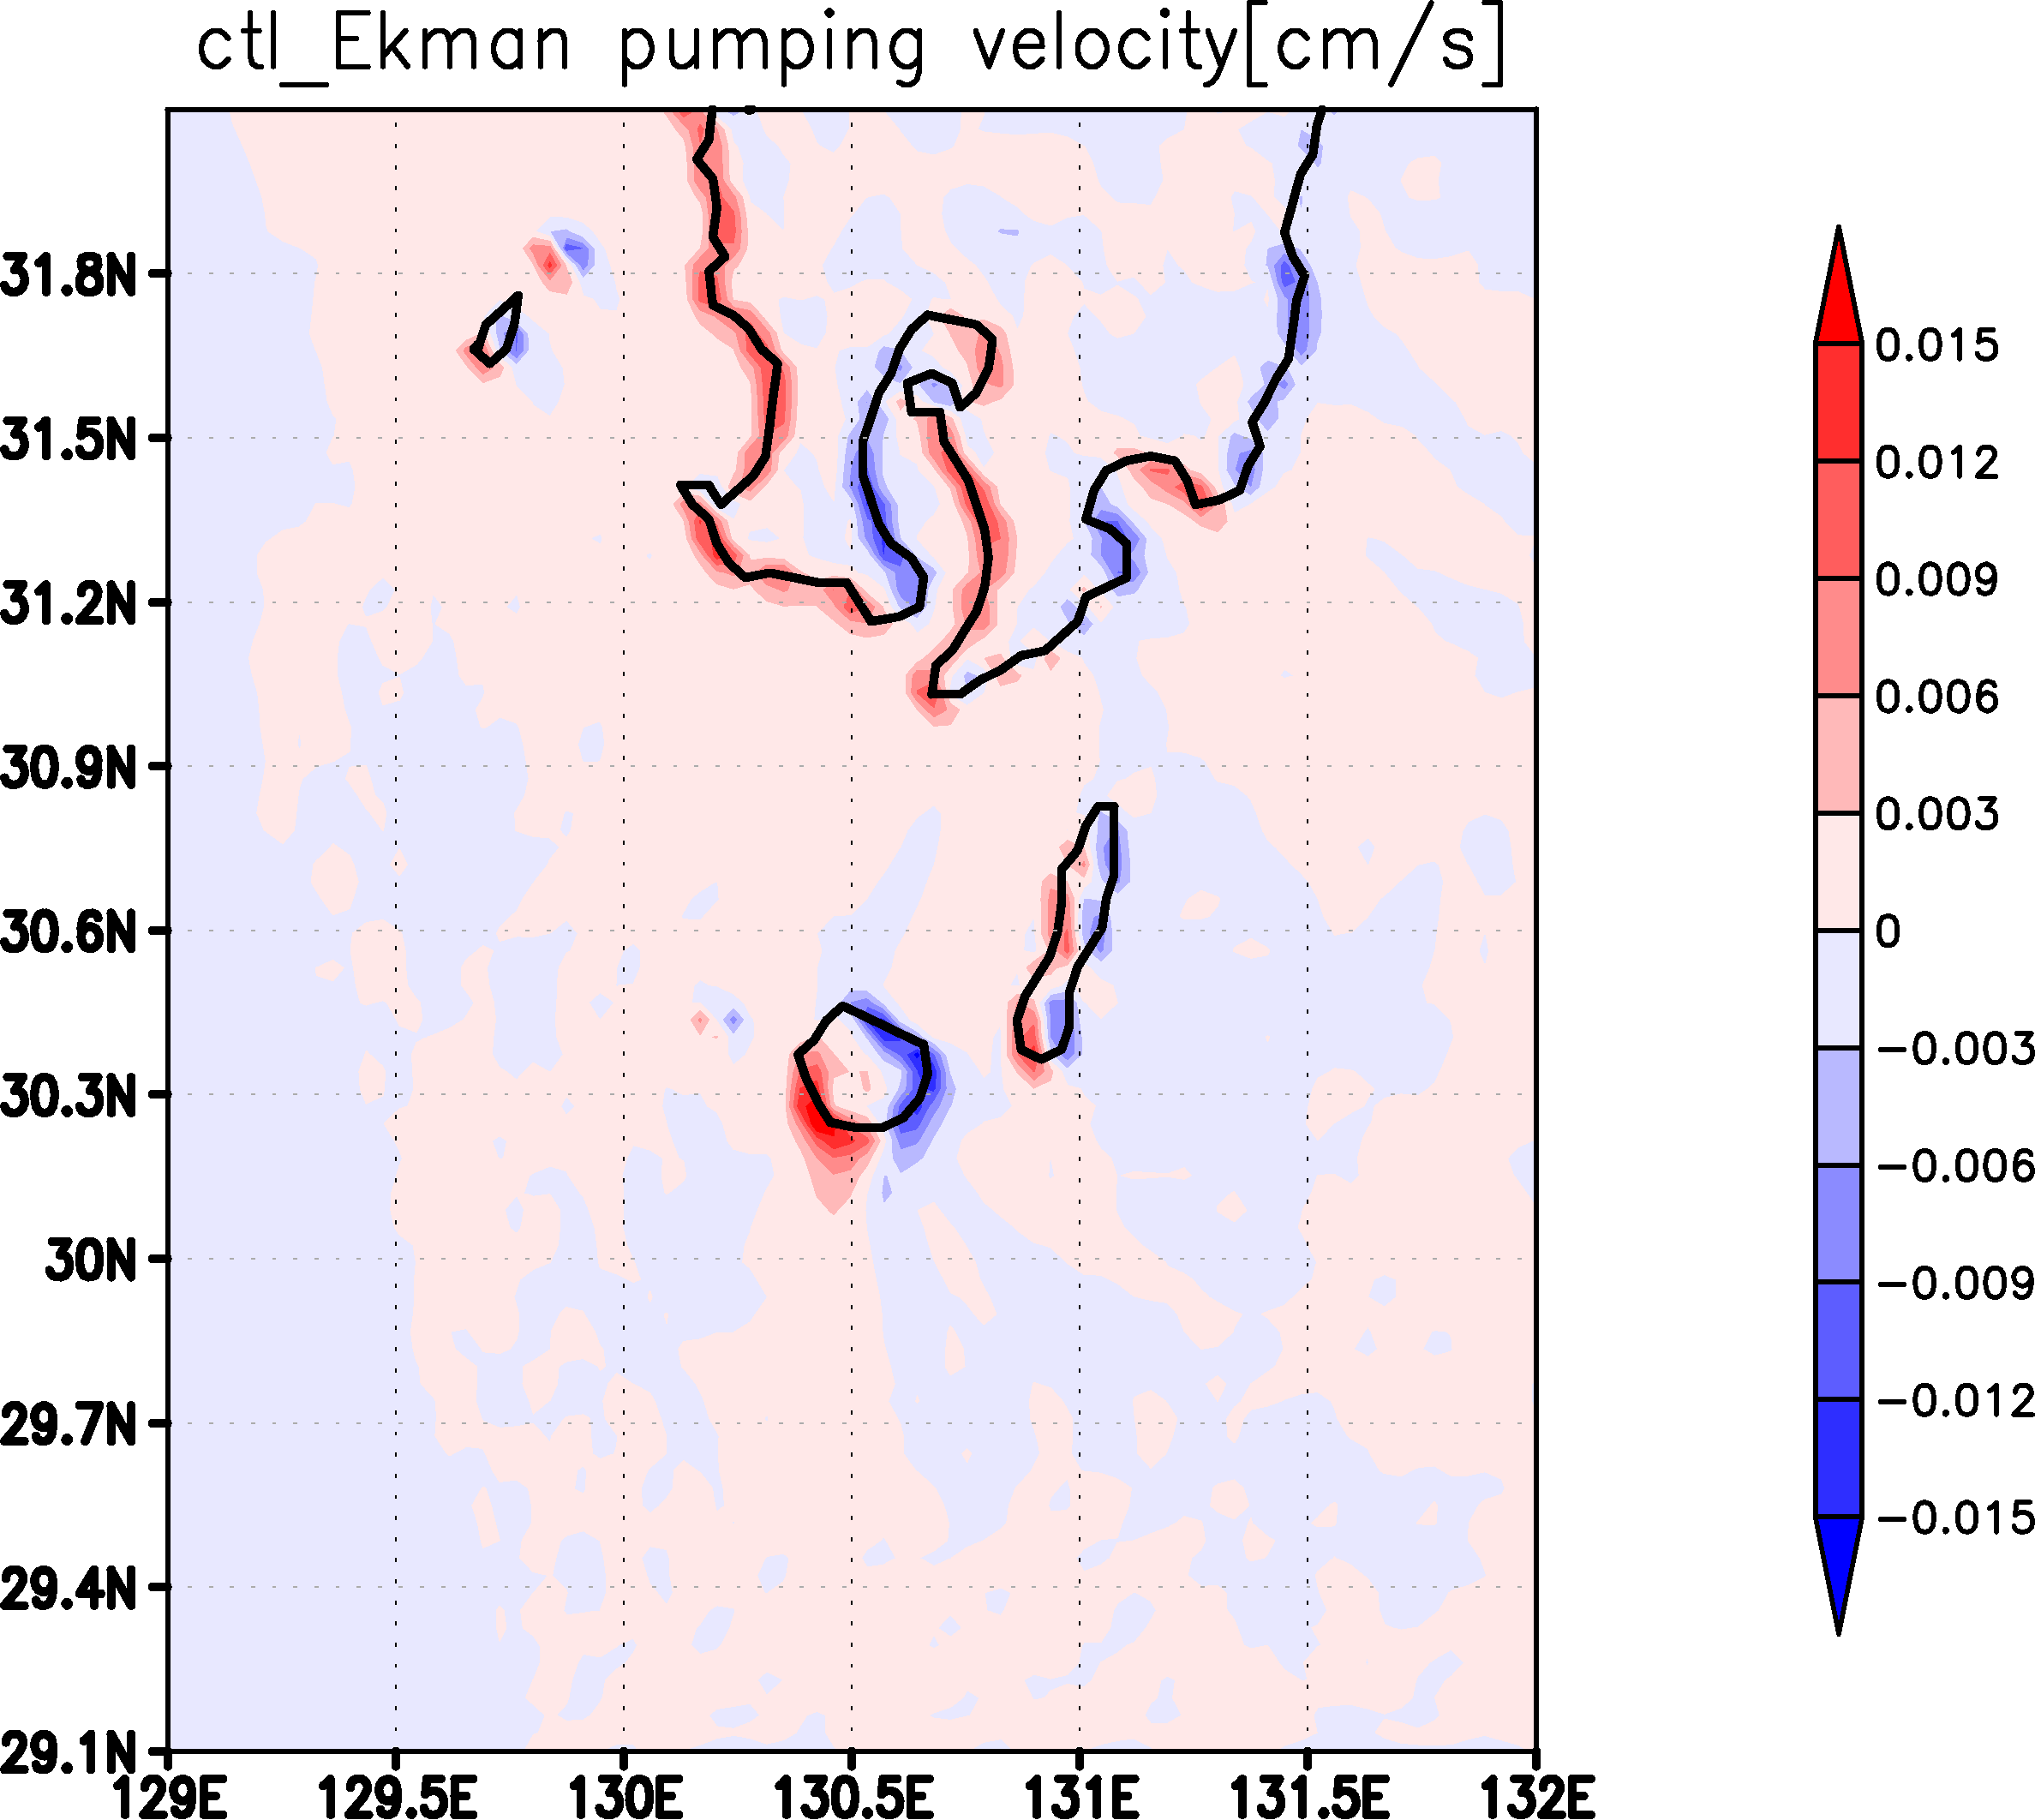 ctl_Ekman pumping velocity[cm/s]
31.8N
31.5N
31.2N
30.9N
30.6N
30.3N
30N
29.7N
29.4N
29.1N
129E 129.5E 130E 130.5E 131E 131.5E 132E
0.015
0.012
0.009
0.006
0.003
0
−0.003
−0.006
−0.009
−0.012
−0.015